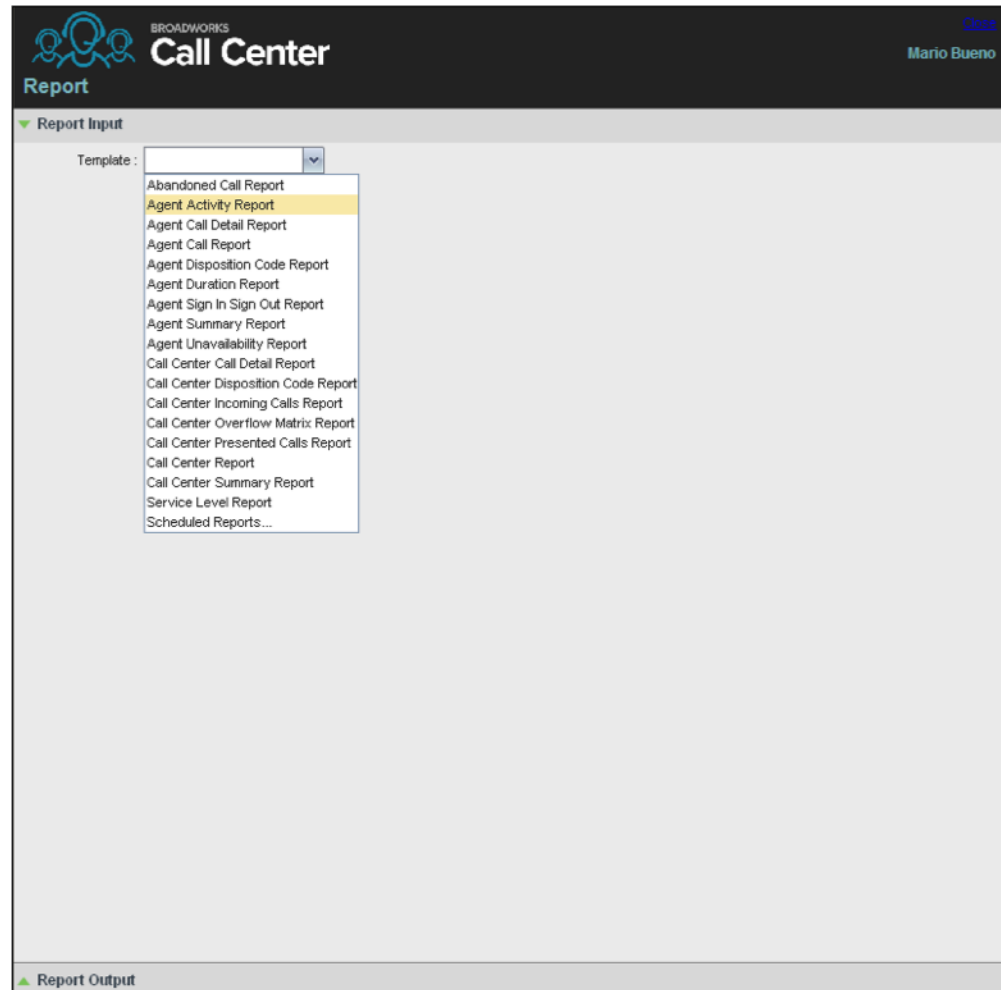 BROADWORKS
Call Center
Close
Mario Bueno
Report
Report Input
Template :
Abandoned Call Report
Agent Activity Report
Agent Call Detail Report
Agent Call Report
Agent Disposition Code Report
Agent Duration Report
Agent Sign In Sign Out Report
Agent Summary Report
Agent Unavailability Report
Call Center Call Detail Report
Call Center Disposition Code Report
Call Center Incoming Calls Report
Call Center Overflow Matrix Report
Call Center Presented Calls Report
Call Center Report
Call Center Summary Report
Service Level Report
Scheduled Reports...
Report Output